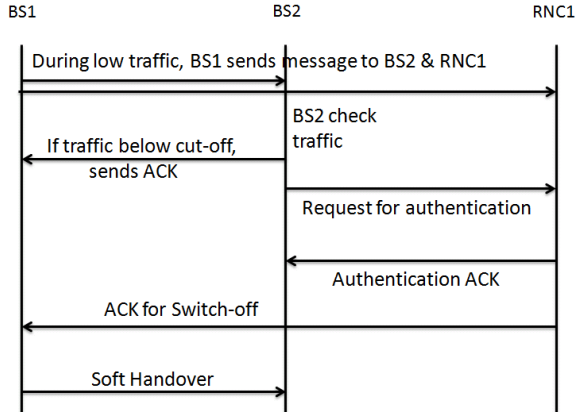 BS1 BS2 RNC1
During low traffic, BS1 sends message to BS2 & RNC1
BS2 check
traffic
If traffic below cut-off,
sends ACK
Request for authentication
Authentication ACK
ACK for Switch-off
Soft Handover